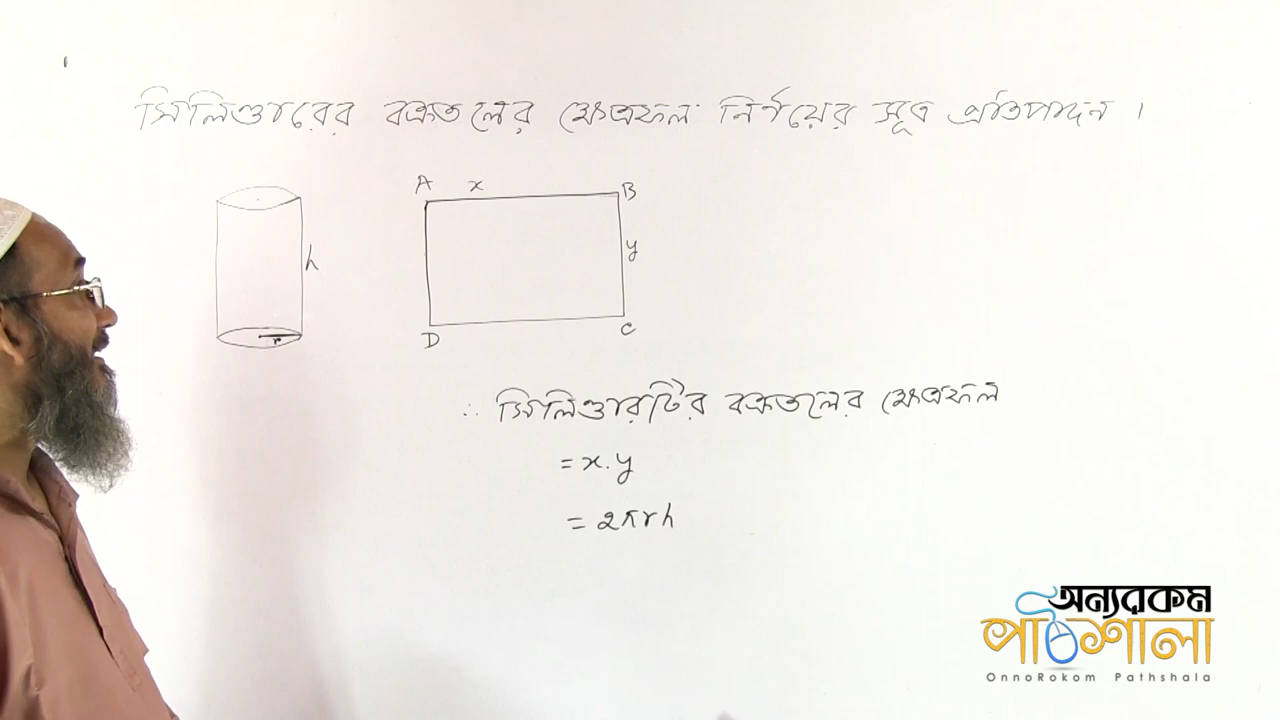 সিলিণ্ডারের বক্রতলের ক্ষেত্রফল নির্ণয়ের সূত্র প্রতিপাদন ।
h
r
A x B
y
D C
∴ সিলিণ্ডারটির বক্রতলের ক্ষেত্রফল
= x . y
= 2πrh
অন্যরকম
পাঠশালা
OnnoRokom Pathshala